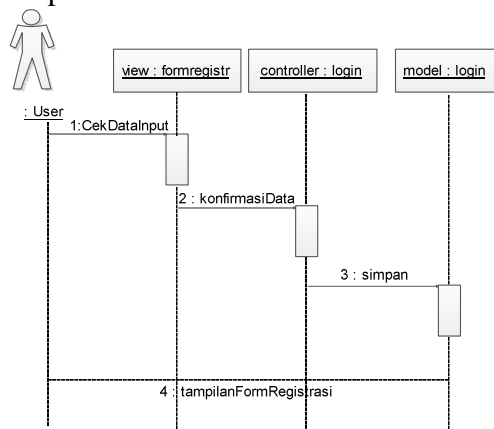 view : formregistr
controller : login
model : login
: User
1:CekDataInput
2 : konfirmasiData
3 : simpan
4 : tampilanFormRegistrasi